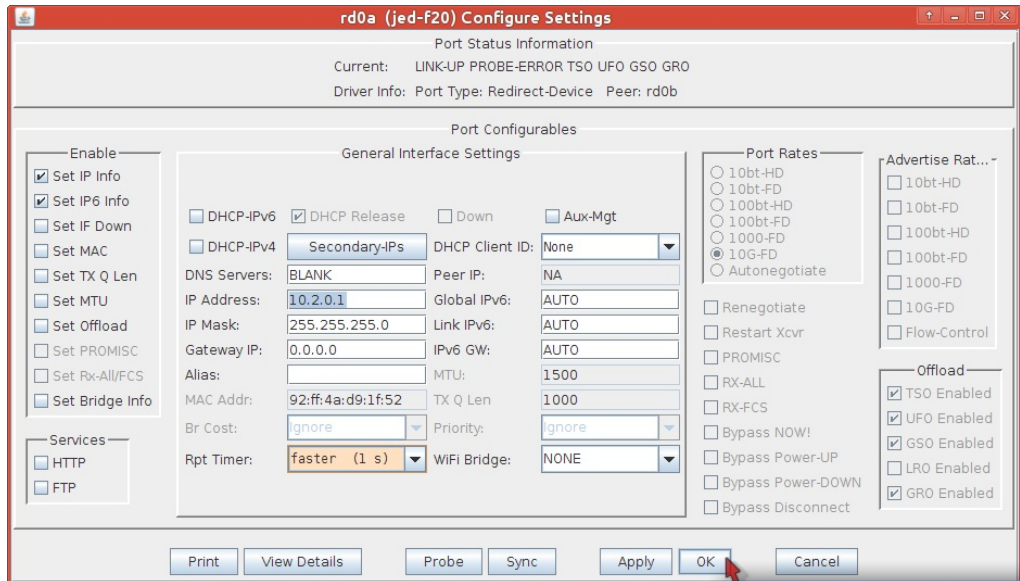 rd0a (jed-f20) Configure Settings
Port Status Information
Current: LINK-UP PROBE-ERROR TSO UFO GSO GRO
Driver Info: Port Type: Redirect-Device Peer: rd0b
Port Configurables
Enable
Set IP Info
Set IP6 Info
Set IF Down
Set MAC
Set TX Q Len
Set MTU
Set Offload
Set PROMISC
Set Rx-All/FCS
Set Bridge Info
Services
HTTP
FTP
General Interface Settings
DHCP-IPv6 DHCP Release Down Aux-Mgt
DHCP-IPv4 Secondary-IPs DHCP Client ID: None
DNS Servers: BLANK Peer IP: NA
IP Address: 10.2.0.1 Global IPv6: AUTO
IP Mask: 255.255.255.0 Link IPv6: AUTO
Gateway IP: 0.0.0.0 IPv6 GW: AUTO
Alias: MTU: 1500
MAC Addr: 92:ff:4a:d9:1f:52 TX Q Len 1000
Br Cost: Ignore Priority: Ignore
Rpt Timer: faster (1 s) WiFi Bridge: NONE
Port Rates
10bt-HD
10bt-FD
100bt-HD
100bt-FD
1000-FD
10G-FD
Autonegotiate
Renegotiate
Restart Xcvr
PROMISC
RX-ALL
RX-FCS
Bypass NOW!
Bypass Power-UP
Bypass Power-DOWN
Bypass Disconnect
Advertise Rat...
10bt-HD
10bt-FD
100bt-HD
100bt-FD
1000-FD
10G-FD
Flow-Control
Offload
TSO Enabled
UFO Enabled
GSO Enabled
LRO Enabled
GRO Enabled
Print View Details Probe Sync Apply OK Cancel